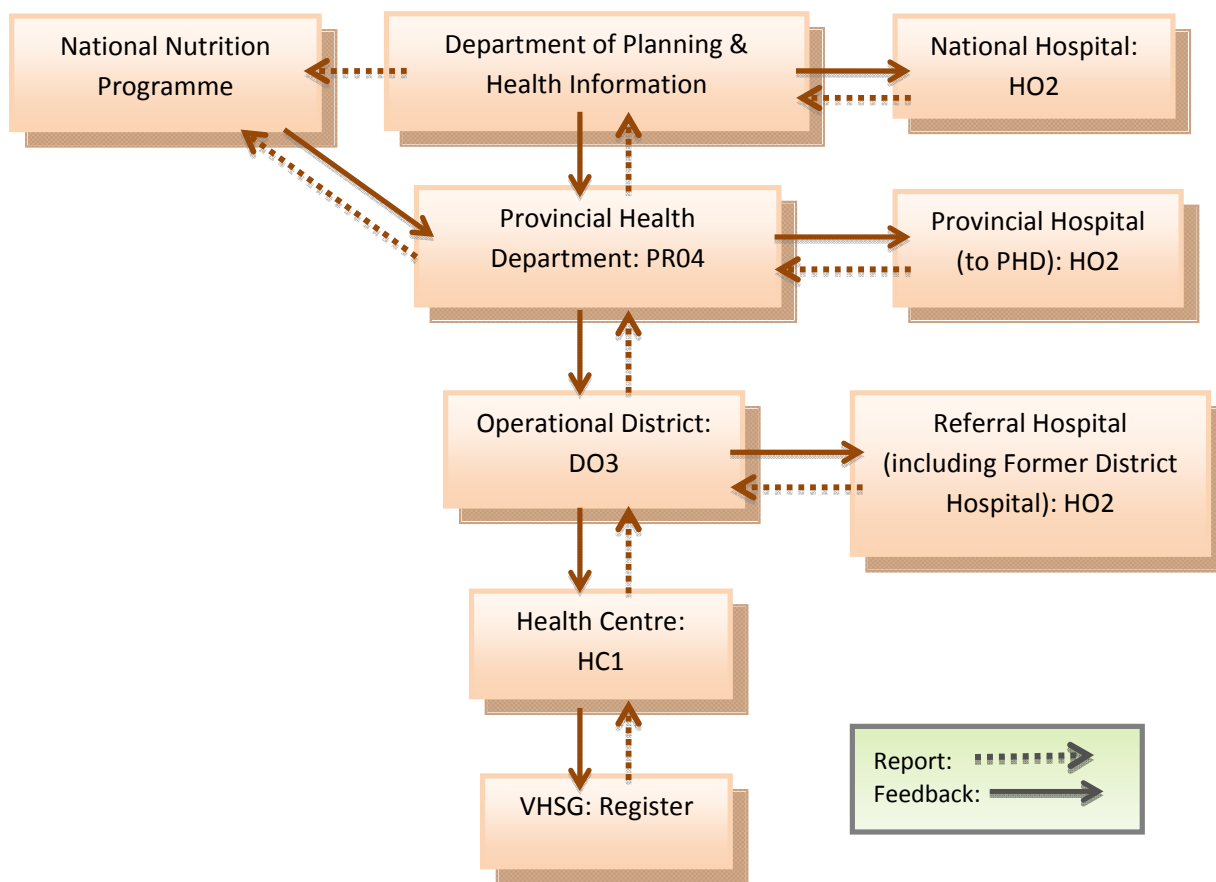 National Nutrition
Programme
Department of Planning &
Health Information
National Hospital:
HO2
Provincial Health
Department: PR04
Provincial Hospital
(to PHD): HO2
Operational District:
DO3
Referral Hospital
(including Former District
Hospital): HO2
Health Centre:
HC1
VHSG: Register
Report:
Feedback: